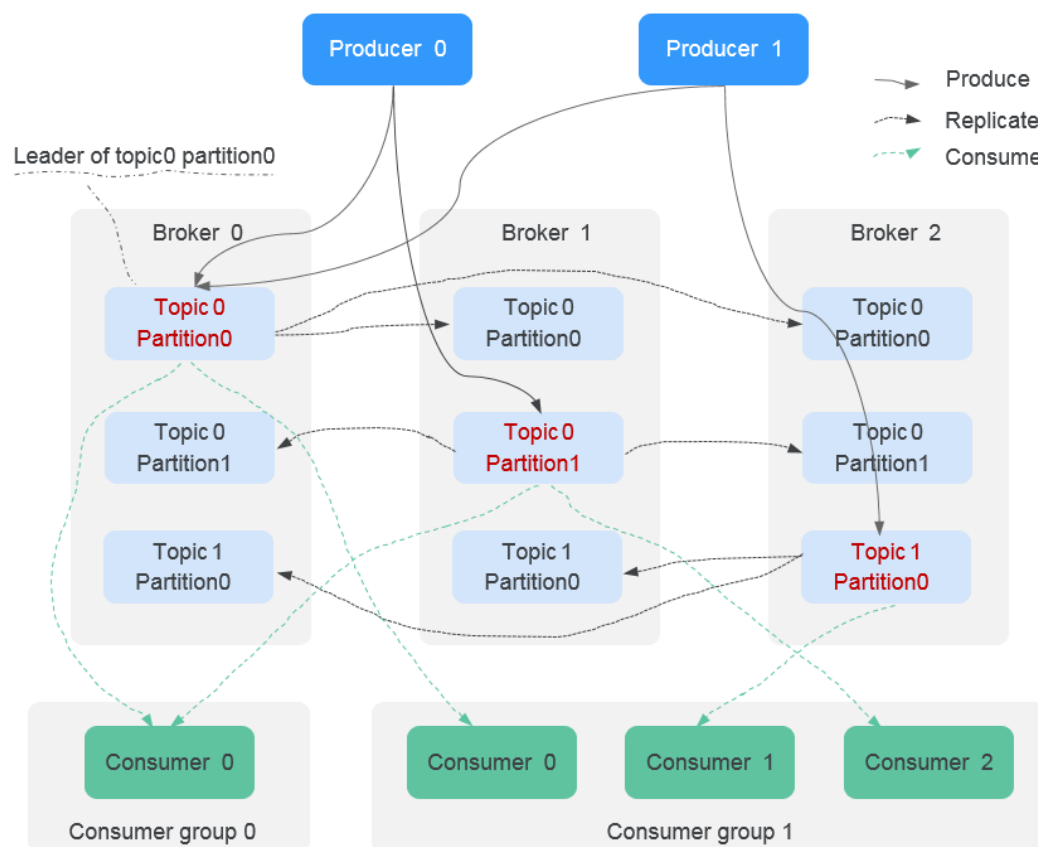 Producer 0
Producer 1
Produce
Replicate
Consume
Leader of topic0 partition0
Broker 0
Broker 1
Broker 2
Topic 0
Partition0
Topic 0
Partition0
Topic 0
Partition0
Topic 0
Partition1
Topic 0
Partition1
Topic 0
Partition1
Topic 1
Partition0
Topic 1
Partition0
Topic 1
Partition0
Consumer 0
Consumer 0
Consumer 1
Consumer 2
Consumer group 0
Consumer group 1